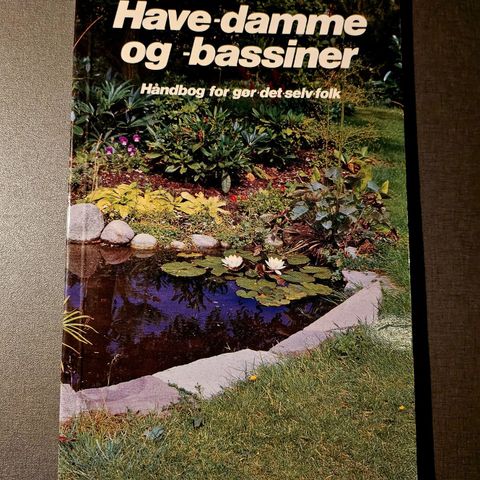 Have-damme
og -bassiner
Håndbog for gør-det-selv-folk